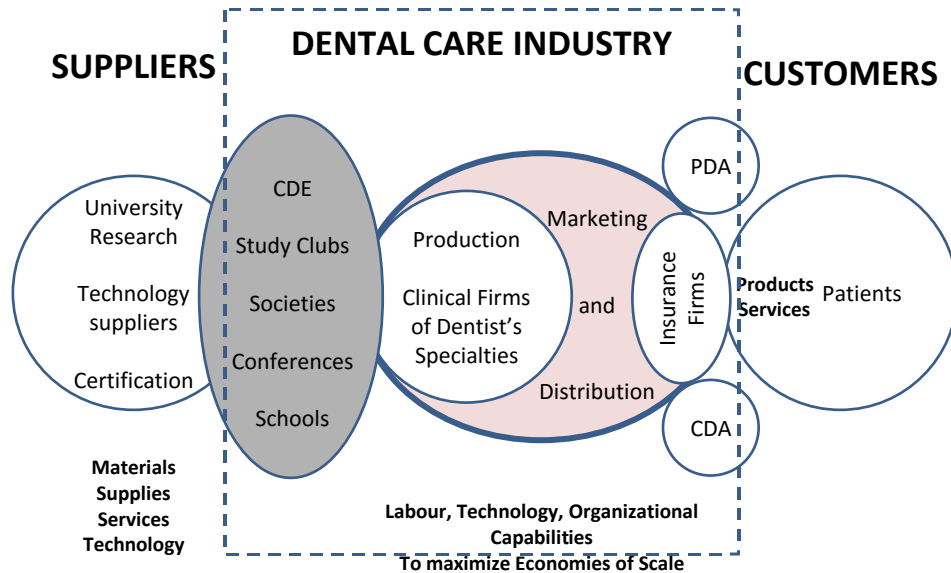 DENTAL CARE INDUSTRY
SUPPLIERS
CUSTOMERS
University
Research
Technology
suppliers
Certification
CDE
Study Clubs
Societies
Conferences
Schools
Production
Clinical Firms
of Dentist’s
Specialties
Marketing
and
Distribution
Insurance
Firms
PDA
CDA
Products
Services
Patients
Materials
Supplies
Services
Technology
Labour, Technology, Organizational
Capabilities
To maximize Economies of Scale